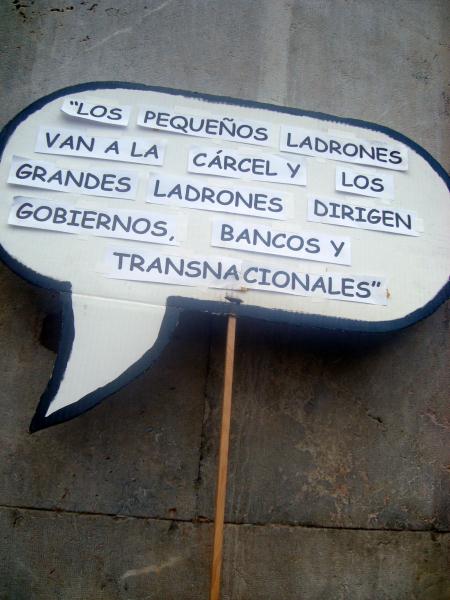 "LOS PEQUEÑOS LADRONES
VAN A LA CÁRCEL Y LOS
GRANDES LADRONES DIRIGEN
GOBIERNOS, BANCOS Y
TRANSNACIONALES"